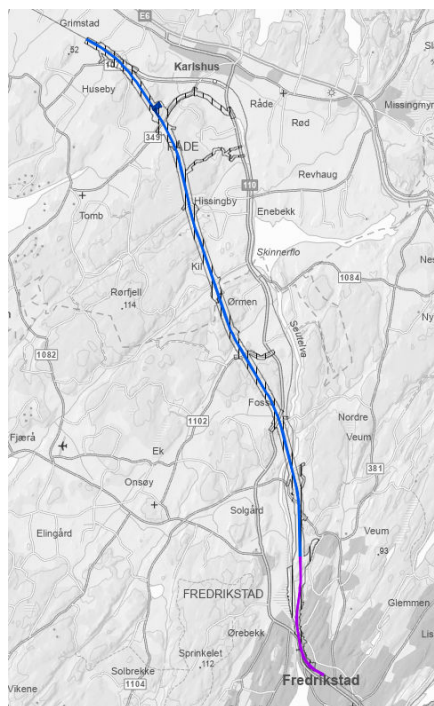 E6
Grimstad
52
Karlshus
Huseby
Råde
Missingmyr
Rød
349
RÅDE
Revhaug
110
Hissingby
Tomb
Enebekk
Skinnerflo
Kil
1084
Rørfjell
114
Ørmen
Seutelva
1082
Nordre
Veum
1102
Fjærå
Ek
381
Onsøy
Solgård
Veum
Elingård
93
FREDRIKSTAD
Glemmen
Ørebekk
Sprinkelet
112
Solbrekke
Fredrikstad
1104
Vikene